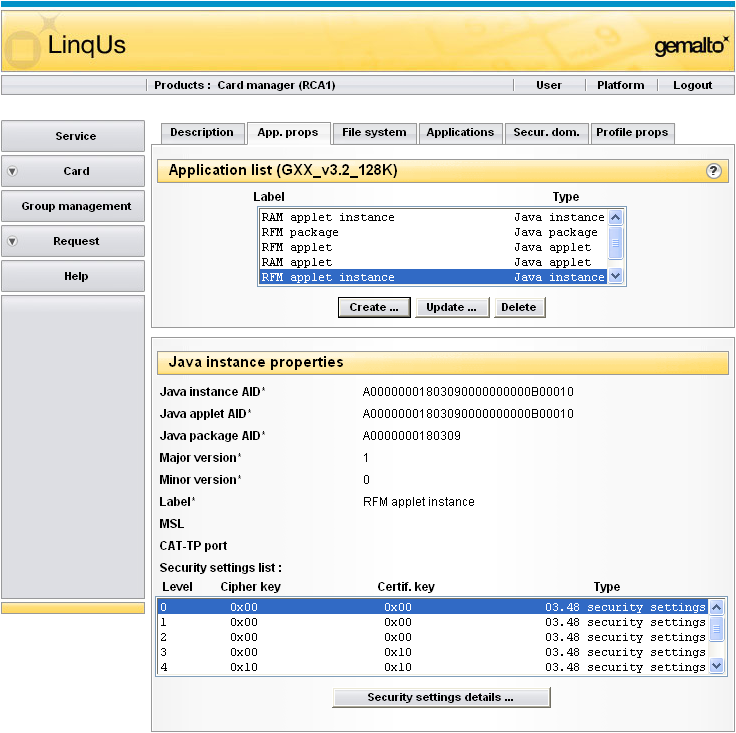 LinqUs
gemalto
Products : Card manager (RCA1) User Platform Logout
Service
Card
Group management
Request
Help
Description App. props File system Applications Secur. dom. Profile props
Application list (GXX_v3.2_128K) ?
Label Type
RAM applet instance Java instance
RFM package Java package
RFM applet Java applet
RAM applet Java applet
RFM applet instance Java instance
Create ... Update ... Delete
Java instance properties
Java instance AID* A00000001803090000000000B00010
Java applet AID* A00000001803090000000000B00010
Java package AID* A0000000180309
Major version* 1
Minor version* 0
Label* RFM applet instance
MSL
CAT-TP port
Security settings list :
Level Cipher key Certif. key Type
0 0x00 0x00 03.48 security settings
1 0x00 0x00 03.48 security settings
2 0x00 0x00 03.48 security settings
3 0x00 0x10 03.48 security settings
4 0x10 0x10 03.48 security settings
Security settings details ...